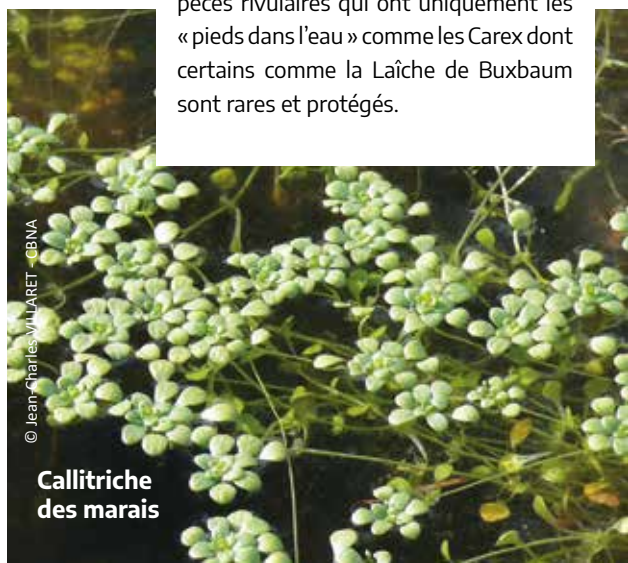 pèces rivulaires qui ont uniquement les
« pieds dans l’eau » comme les Carex dont
certains comme la Laîche de Buxbaum
sont rares et protégés.
© Jean-Charles VILLARET - CBNA
Callitriche
des marais